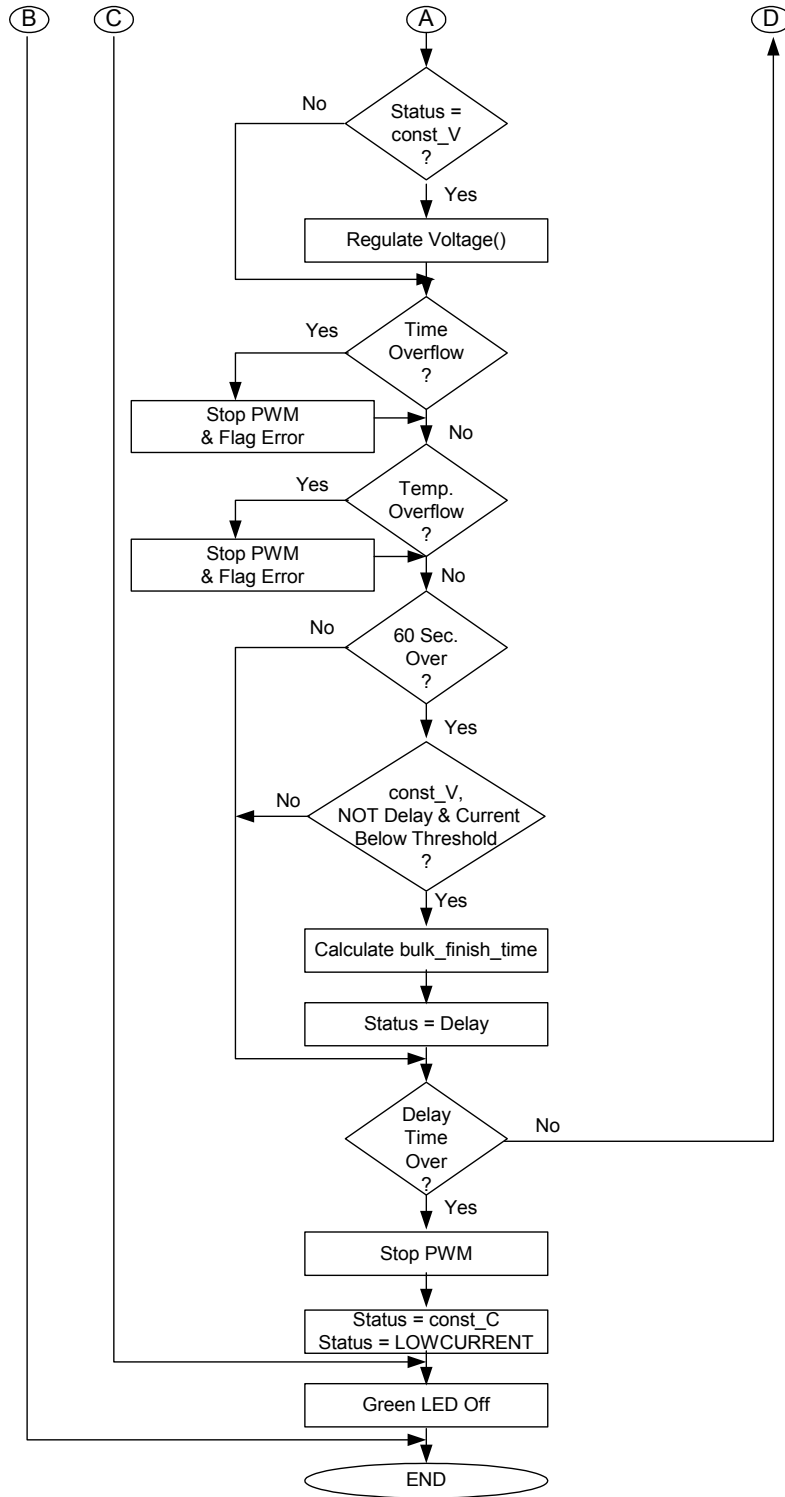 B
C
A
D
No
Status =
const_V
?
Yes
Regulate Voltage()
Yes
Time
Overflow
?
Stop PWM
& Flag Error
No
Yes
Temp.
Overflow
?
Stop PWM
& Flag Error
No
No
60 Sec.
Over
?
Yes
No
const_V,
NOT Delay & Current
Below Threshold
?
Yes
Calculate bulk_finish_time
Status = Delay
Delay
Time
Over
?
No
Yes
Stop PWM
Status = const_C
Status = LOWCURRENT
Green LED Off
END